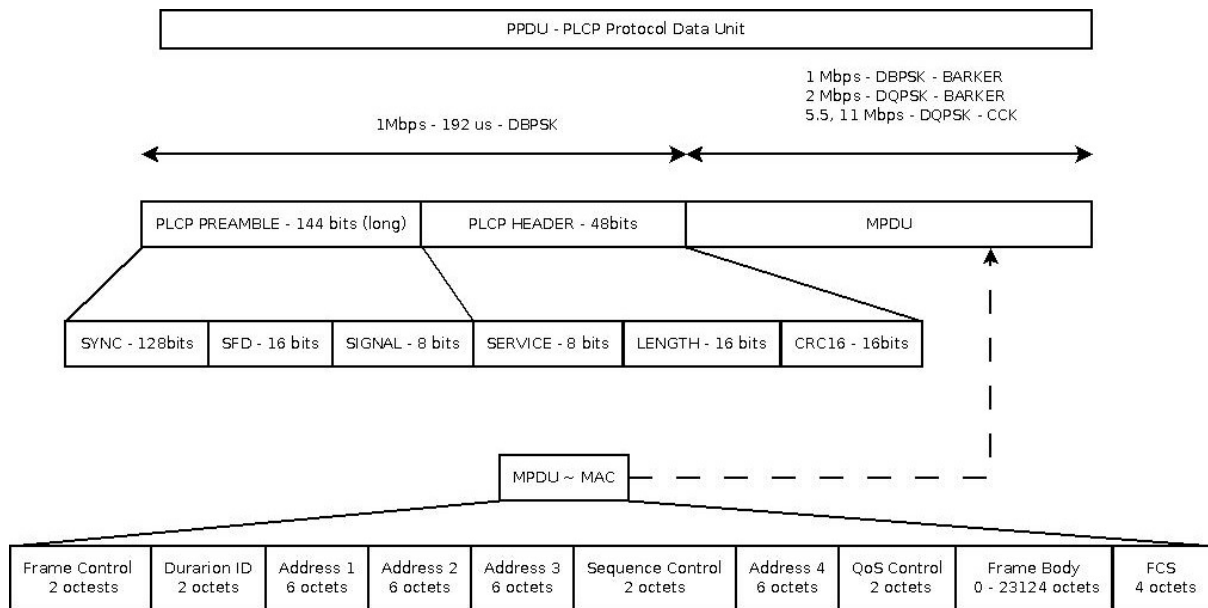 PPDU - PLCP Protocol Data Unit
1 Mbps - DBPSK - BARKER
2 Mbps - DQPSK - BARKER
5.5, 11 Mbps - DQPSK - CCK
1Mbps - 192 us - DBPSK
PLCP PREAMBLE - 144 bits (long)
PLCP HEADER - 48bits
MPDU
SYNC - 128bits
SFD - 16 bits
SIGNAL - 8 bits
SERVICE - 8 bits
LENGTH - 16 bits
CRC16 - 16bits
MPDU ~ MAC
Frame Control
2 octests
Durarion ID
2 octets
Address 1
6 octets
Address 2
6 octets
Address 3
6 octets
Sequence Control
2 octets
Address 4
6 octets
QoS Control
2 octets
Frame Body
0 - 23124 octets
FCS
4 octets